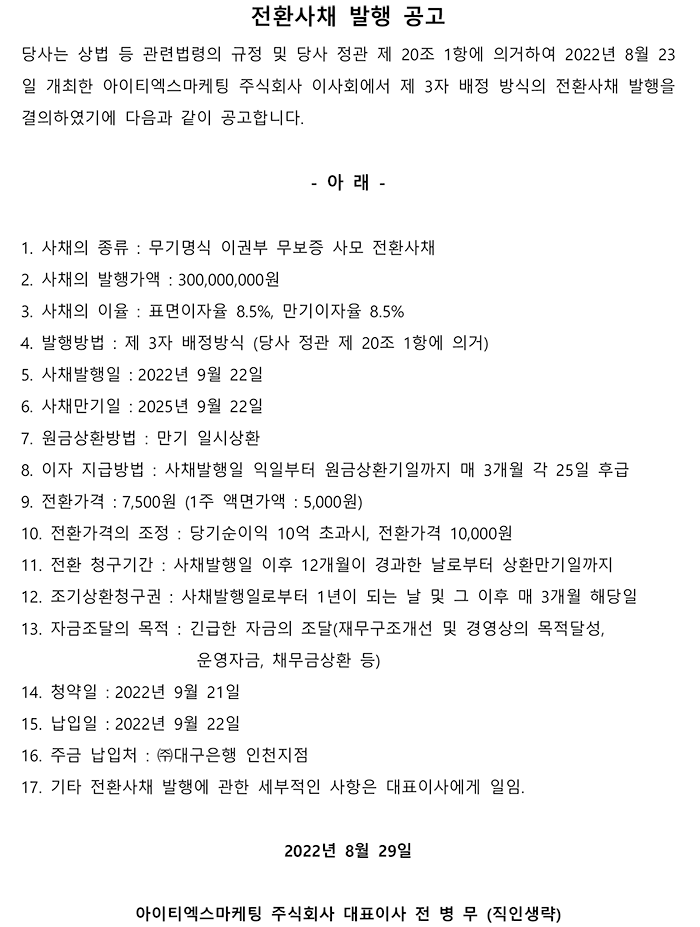 전환사채 발행 공고
당사는 상법 등 관련법령의 규정 및 당사 정관 제 20조 1항에 의거하여 2022년 8월 23
일 개최한 아이티엑스마케팅 주식회사 이사회에서 제 3자 배정 방식의 전환사채 발행을
결의하였기에 다음과 같이 공고합니다.
- 아 래 -
1. 사채의 종류 : 무기명식 이권부 무보증 사모 전환사채
2. 사채의 발행가액 : 300,000,000원
3. 사채의 이율 : 표면이자율 8.5%, 만기이자율 8.5%
4. 발행방법 : 제 3자 배정방식 (당사 정관 제 20조 1항에 의거)
5. 사채발행일 : 2022년 9월 22일
6. 사채만기일 : 2025년 9월 22일
7. 원금상환방법 : 만기 일시상환
8. 이자 지급방법 : 사채발행일 익일부터 원금상환기일까지 매 3개월 각 25일 후급
9. 전환가격 : 7,500원 (1주 액면가액 : 5,000원)
10. 전환가격의 조정 : 당기순이익 10억 초과시, 전환가격 10,000원
11. 전환 청구기간 : 사채발행일 이후 12개월이 경과한 날로부터 상환만기일까지
12. 조기상환청구권 : 사채발행일로부터 1년이 되는 날 및 그 이후 매 3개월 해당일
13. 자금조달의 목적 : 긴급한 자금의 조달(재무구조개선 및 경영상의 목적달성,
운영자금, 채무금상환 등)
14. 청약일 : 2022년 9월 21일
15. 납입일 : 2022년 9월 22일
16. 주금 납입처 : ㈜대구은행 인천지점
17. 기타 전환사채 발행에 관한 세부적인 사항은 대표이사에게 일임.
2022년 8월 29일
아이티엑스마케팅 주식회사 대표이사 전 병 무 (직인생략)